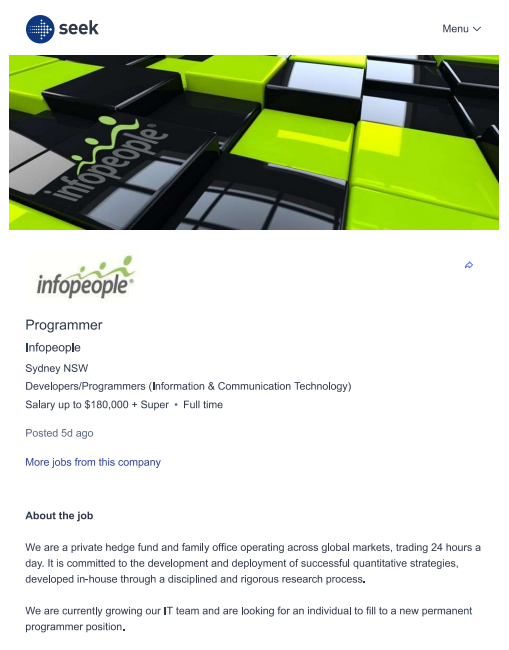 seek
Menu
infopeople
infopeople
Programmer
Infopeople
Sydney NSW
Developers/Programmers (Information & Communication Technology)
Salary up to $180,000 + Super • Full time
Posted 5d ago
More jobs from this company
About the job
We are a private hedge fund and family office operating across global markets, trading 24 hours a
day. It is committed to the development and deployment of successful quantitative strategies,
developed in-house through a disciplined and rigorous research process.
We are currently growing our IT team and are looking for an individual to fill to a new permanent
programmer position.